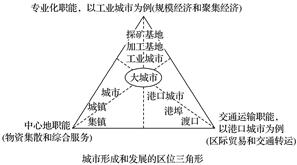 专业化职能，以工业城市为例(规模经济和聚集经济)
探矿基地
加工基地
工业城市
大城市
城市
城镇
集镇
港口城市
港埠
渡口
中心地职能
(物资集散和综合服务)
交通运输职能，
以港口城市为例
(区际贸易和交通转运)
城市形成和发展的区位三角形